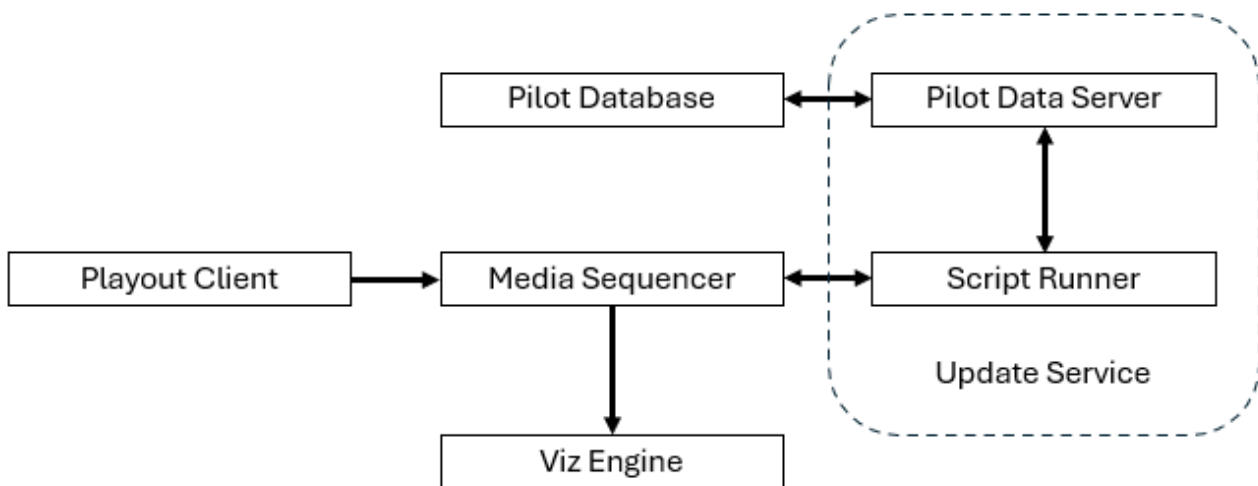 Pilot Database
Pilot Data Server
Playout Client
Media Sequencer
Script Runner
Update Service
Viz Engine